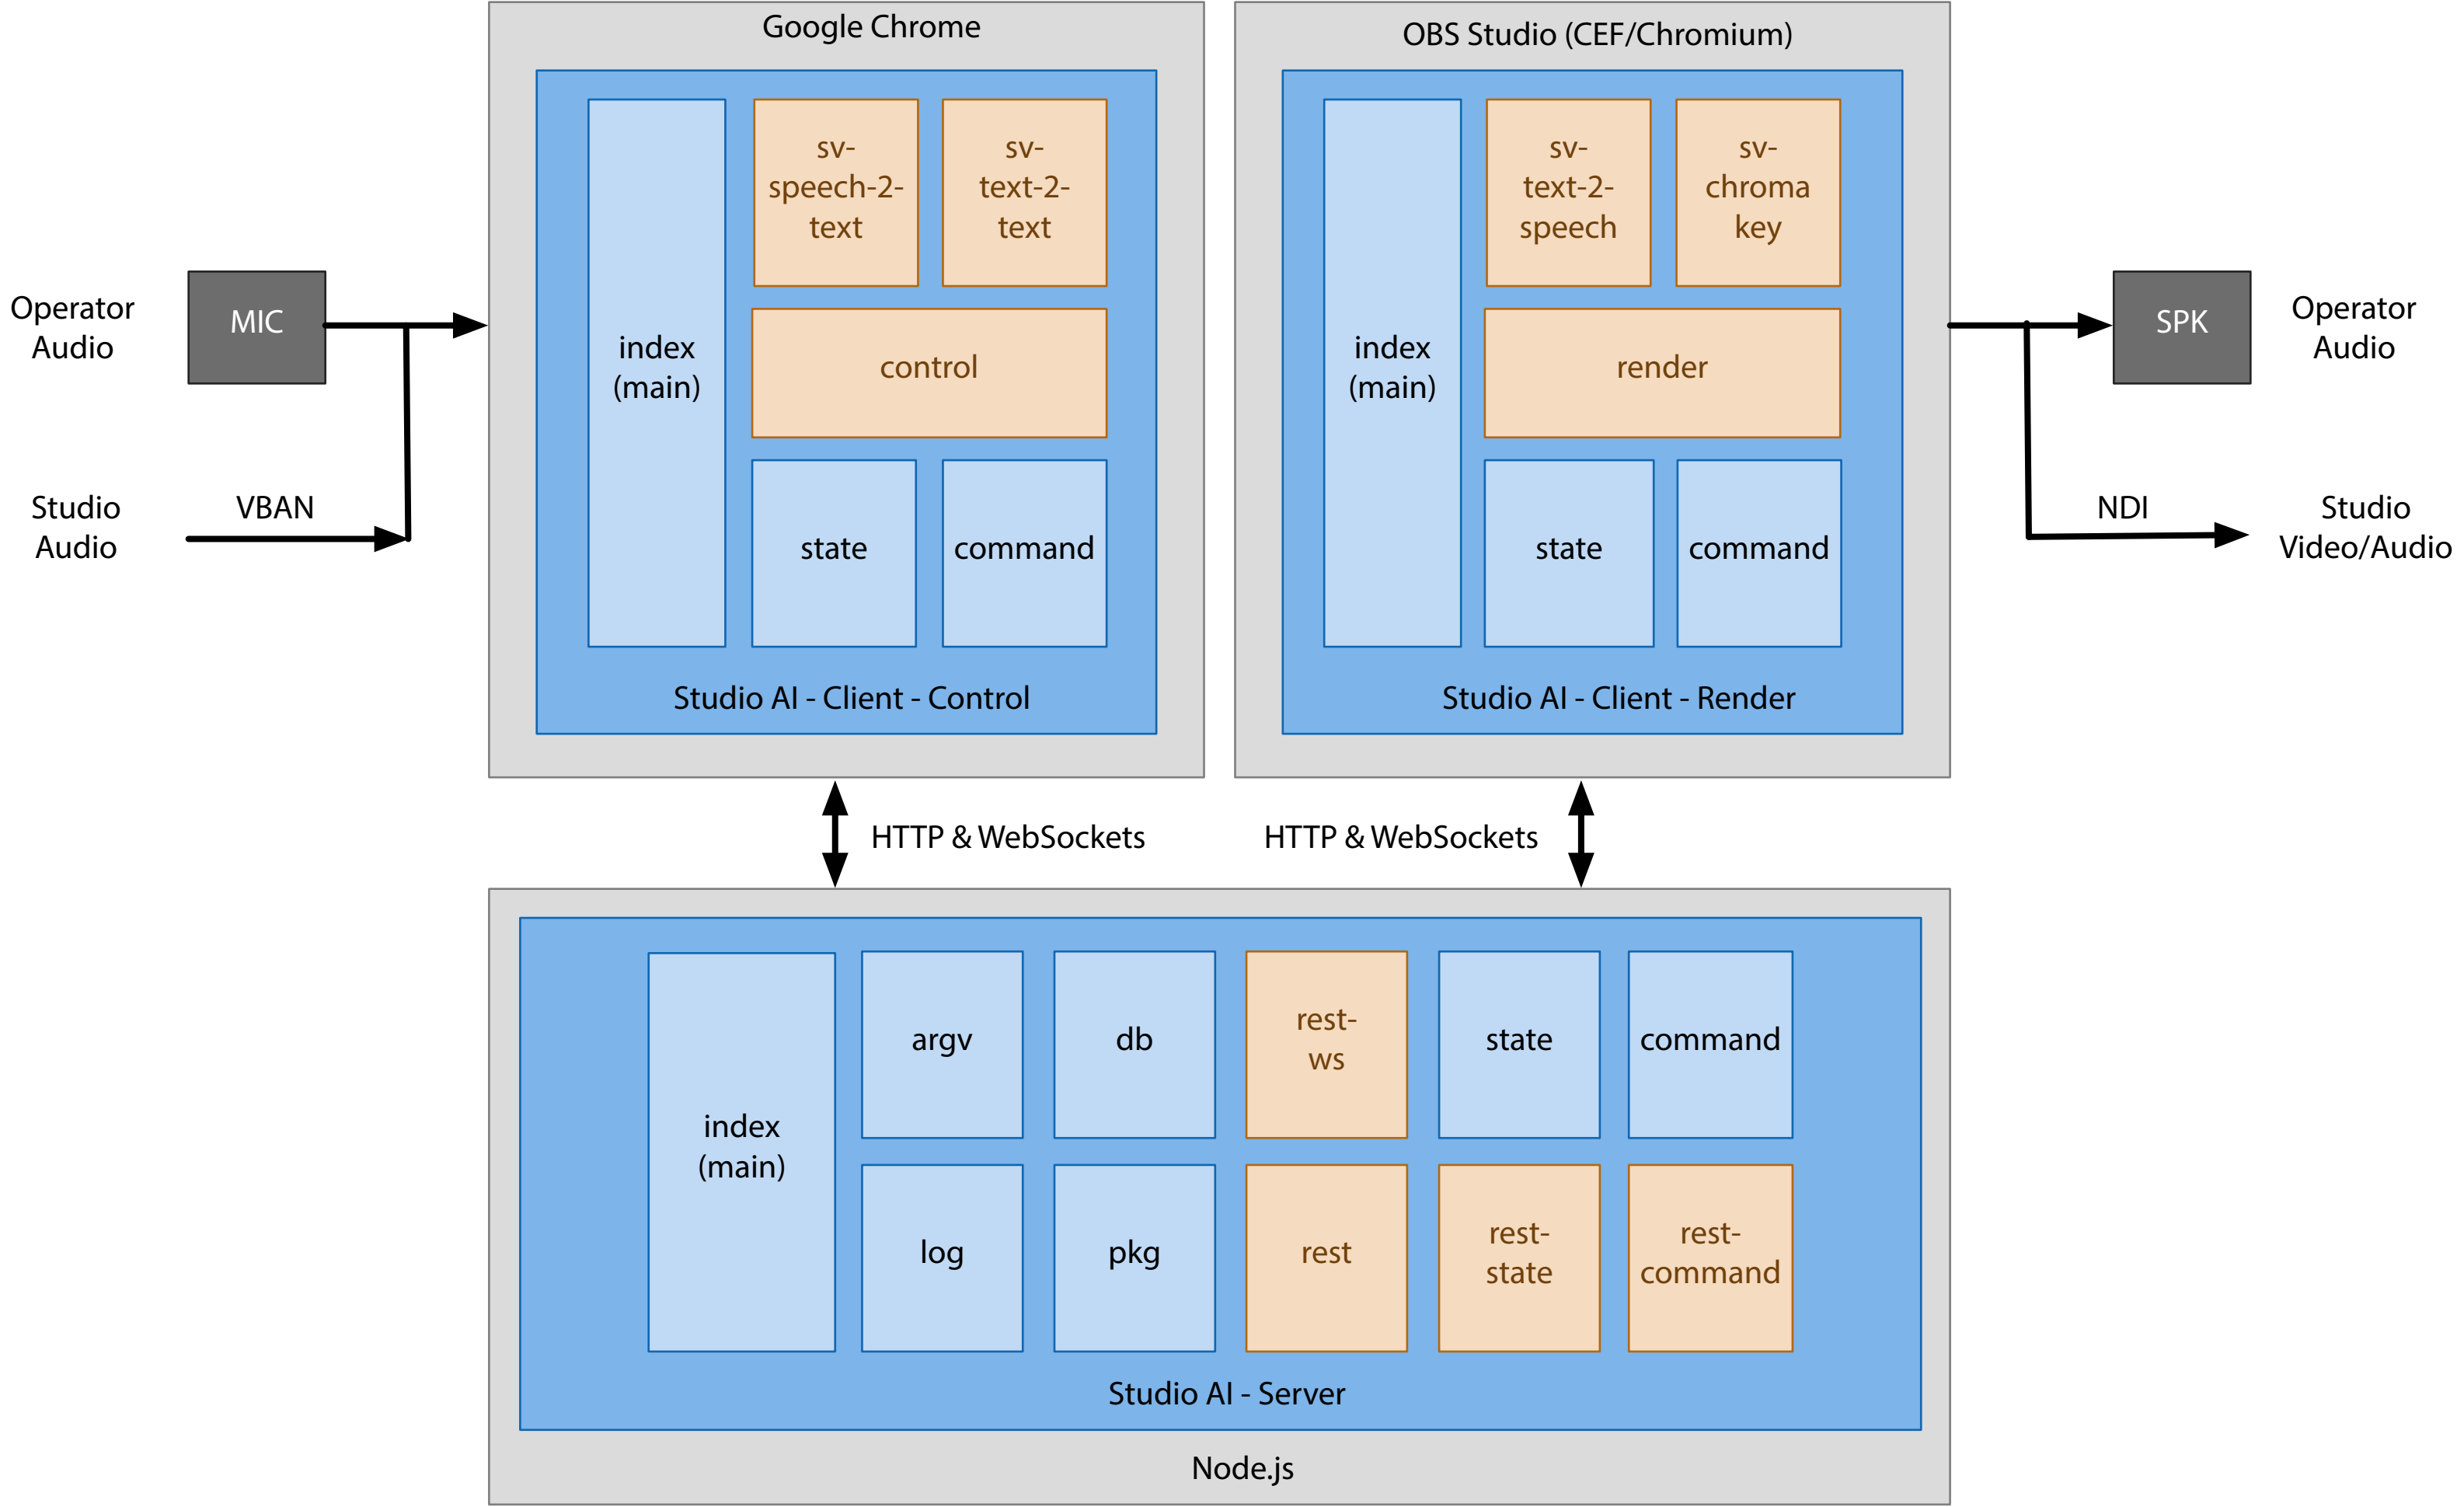 Google Chrome
sv-
speech-2-
text
sv-
text-2-
text
index
(main)
control
state
command
Studio AI - Client - Control
OBS Studio (CEF/Chromium)
sv-
text-2-
speech
sv-
chroma
key
index
(main)
render
state
command
Studio AI - Client - Render
Operator
Audio
MIC
Studio
Audio
VBAN
SPK
Operator
Audio
NDI
Studio
Video/Audio
HTTP & WebSockets
HTTP & WebSockets
index
(main)
argv
db
rest-
ws
state
command
log
pkg
rest
rest-
state
rest-
command
Studio AI - Server
Node.js